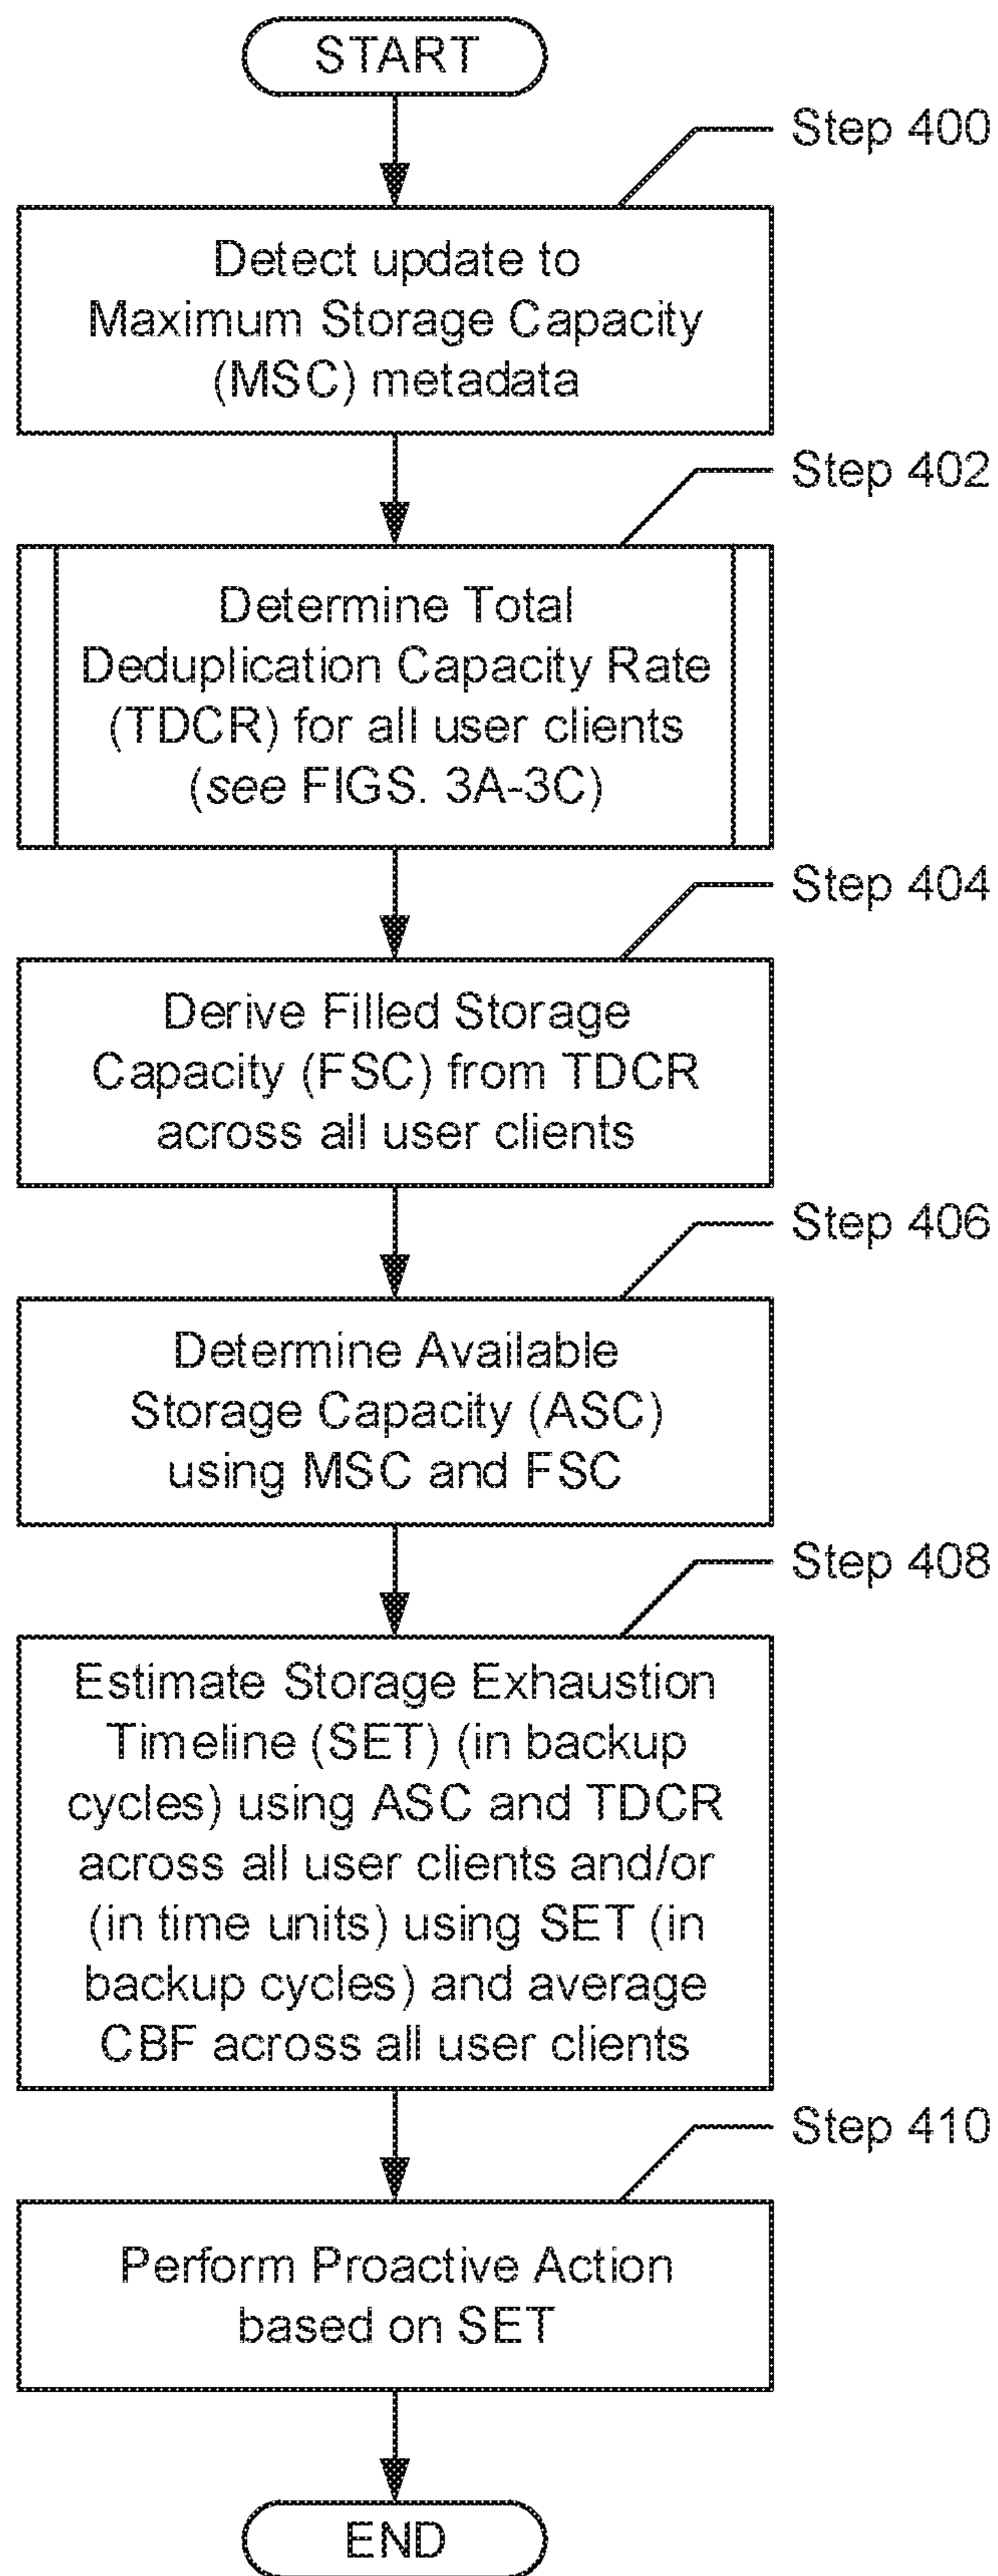 START
Step 400
Detect update to
Maximum Storage Capacity
(MSC) metadata
Step 402
Determine Total
Deduplication Capacity Rate
(TDCR) for all user clients
(see FIGS. 3A-3C)
Step 404
Derive Filled Storage
Capacity (FSC) from TDCR
across all user clients
Step 406
Determine Available
Storage Capacity (ASC)
using MSC and FSC
Step 408
Estimate Storage Exhaustion
Timeline (SET) (in backup
cycles) using ASC and TDCR
across all user clients and/or
(in time units) using SET (in
backup cycles) and average
CBF across all user clients
Step 410
Perform Proactive Action
based on SET
END